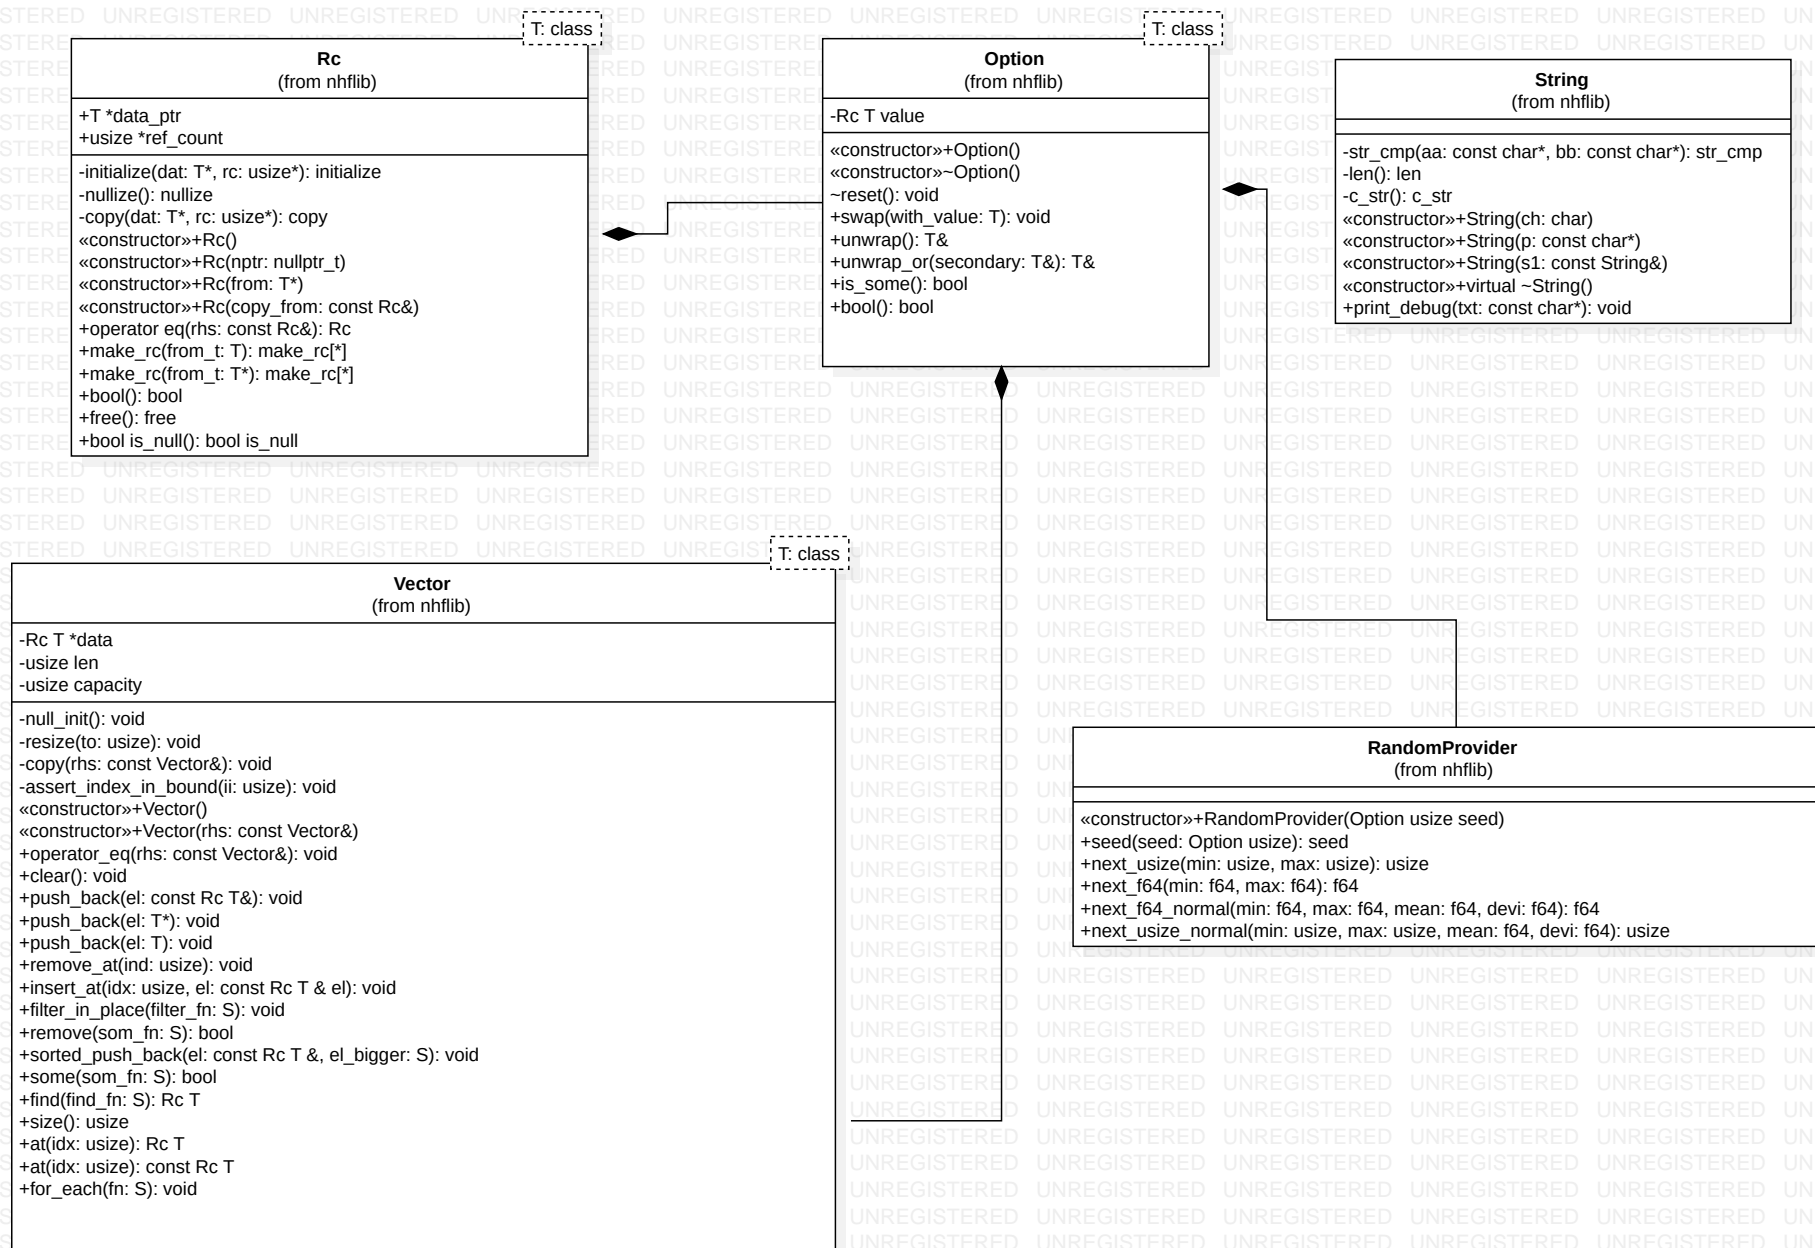 T: class
Rc
(from nhflib)
+T *data_ptr
+usize *ref_count
-initialize(dat: T*, rc: usize*): initialize
-nullize(): nullize
-copy(dat: T*, rc: usize*): copy
«constructor»+Rc()
«constructor»+Rc(nptr: nullptr_t)
«constructor»+Rc(from: T*)
«constructor»+Rc(copy_from: const Rc&)
+operator eq(rhs: const Rc&): Rc
+make_rc(from_t: T): make_rc[*]
+make_rc(from_t: T*): make_rc[*]
+bool(): bool
+free(): free
+bool is_null(): bool is_null
T: class
Option
(from nhflib)
-Rc T value
«constructor»+Option()
«constructor»~Option()
~reset(): void
+swap(with_value: T): void
+unwrap(): T&
+unwrap_or(secondary: T&): T&
+is_some(): bool
+bool(): bool
String
(from nhflib)
-str_cmp(aa: const char*, bb: const char*): str_cmp
-len(): len
-c_str(): c_str
«constructor»+String(ch: char)
«constructor»+String(p: const char*)
«constructor»+String(s1: const String&)
«constructor»+virtual ~String()
+print_debug(txt: const char*): void
T: class
Vector
(from nhflib)
-Rc T *data
-usize len
-usize capacity
-null_init(): void
-resize(to: usize): void
-copy(rhs: const Vector&): void
-assert_index_in_bound(ii: usize): void
«constructor»+Vector()
«constructor»+Vector(rhs: const Vector&)
+operator_eq(rhs: const Vector&): void
+clear(): void
+push_back(el: const Rc T&): void
+push_back(el: T*): void
+push_back(el: T): void
+remove_at(ind: usize): void
+insert_at(idx: usize, el: const Rc T & el): void
+filter_in_place(filter_fn: S): void
+remove(som_fn: S): bool
+sorted_push_back(el: const Rc T &, el_bigger: S): void
+some(som_fn: S): bool
+find(find_fn: S): Rc T
+size(): usize
+at(idx: usize): Rc T
+at(idx: usize): const Rc T
+for_each(fn: S): void
RandomProvider
(from nhflib)
«constructor»+RandomProvider(Option usize seed)
+seed(seed: Option usize): seed
+next_usize(min: usize, max: usize): usize
+next_f64(min: f64, max: f64): f64
+next_f64_normal(min: f64, max: f64, mean: f64, devi: f64): f64
+next_usize_normal(min: usize, max: usize, mean: f64, devi: f64): usize
UNREGISTERED